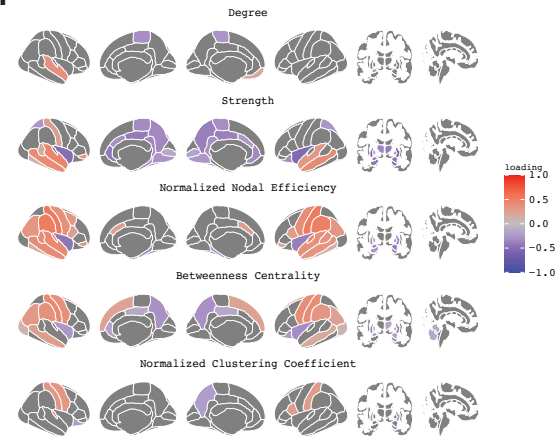 Degree
Strength
Normalized Nodal Efficiency
Betweenness Centrality
Normalized Clustering Coefficient
loading
1.0
0.5
0.0
−0.5
−1.0